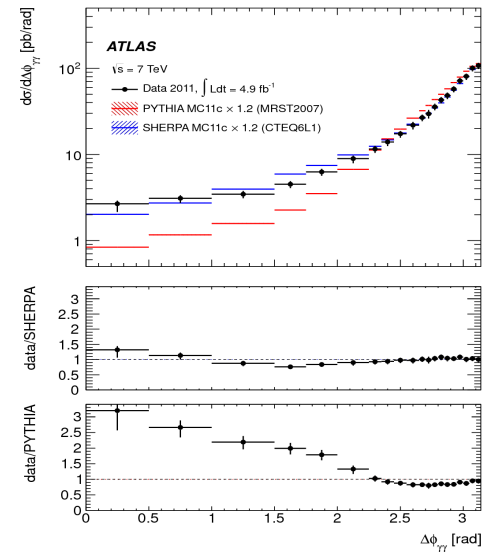 dσ/dΔϕγγ [pb/rad]
ATLAS
√s = 7 TeV
Data 2011, ∫ Ldt = 4.9 fb⁻¹
PYTHIA MC11c × 1.2 (MRST2007)
SHERPA MC11c × 1.2 (CTEQ6L1)
10²
10
1
data/SHERPA
3
2.5
2
1.5
1
0.5
0
data/PYTHIA
3
2.5
2
1.5
1
0.5
0
0 0.5 1 1.5 2 2.5 3
Δϕγγ [rad]